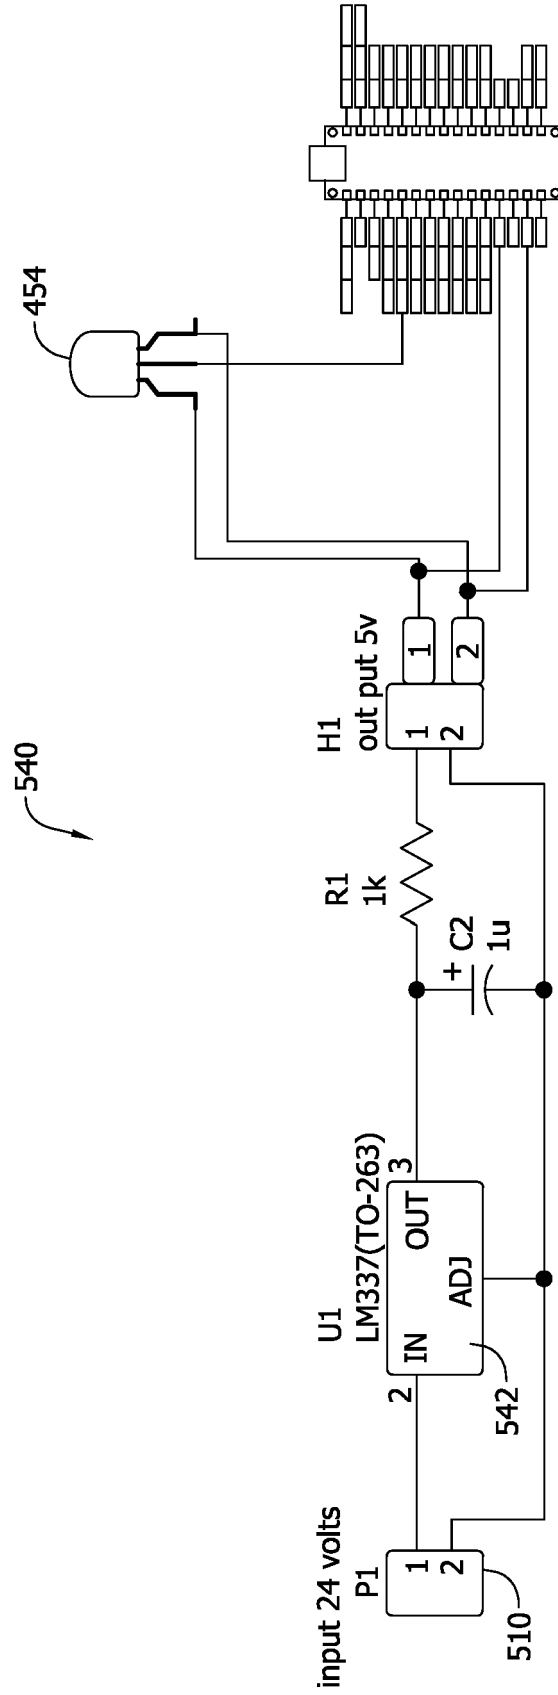 540
454
input 24 volts
P1
1
2
510
U1
LM337(TO-263)
2
IN
OUT
3
ADJ
542
R1
1k
+
C2
1u
H1
out put 5v
1
2
1
2